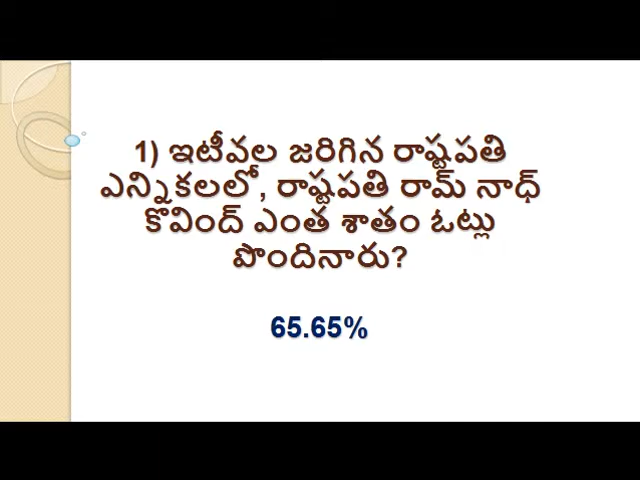 1) ఇటీవల జరిగిన రాష్ట్రపతి
ఎన్నికలలో, రాష్ట్రపతి రామ్ నాధ్
కొవింద్ ఎంత శాతం ఓట్లు
పొందినారు?
65.65%